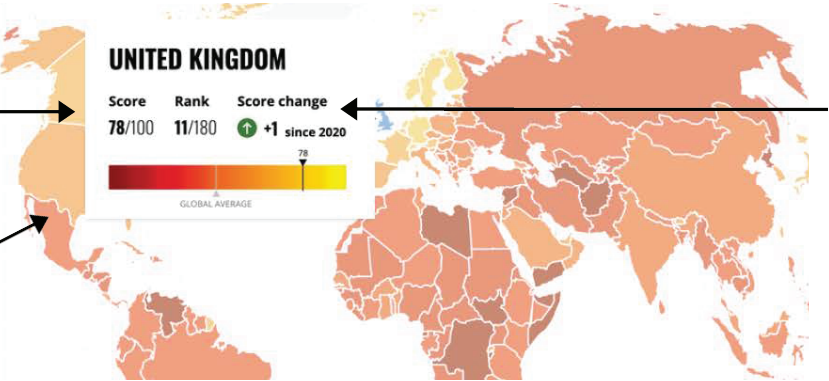 UNITED KINGDOM
Score Rank Score change
78/100 11/180 +1 since 2020
78
GLOBAL AVERAGE